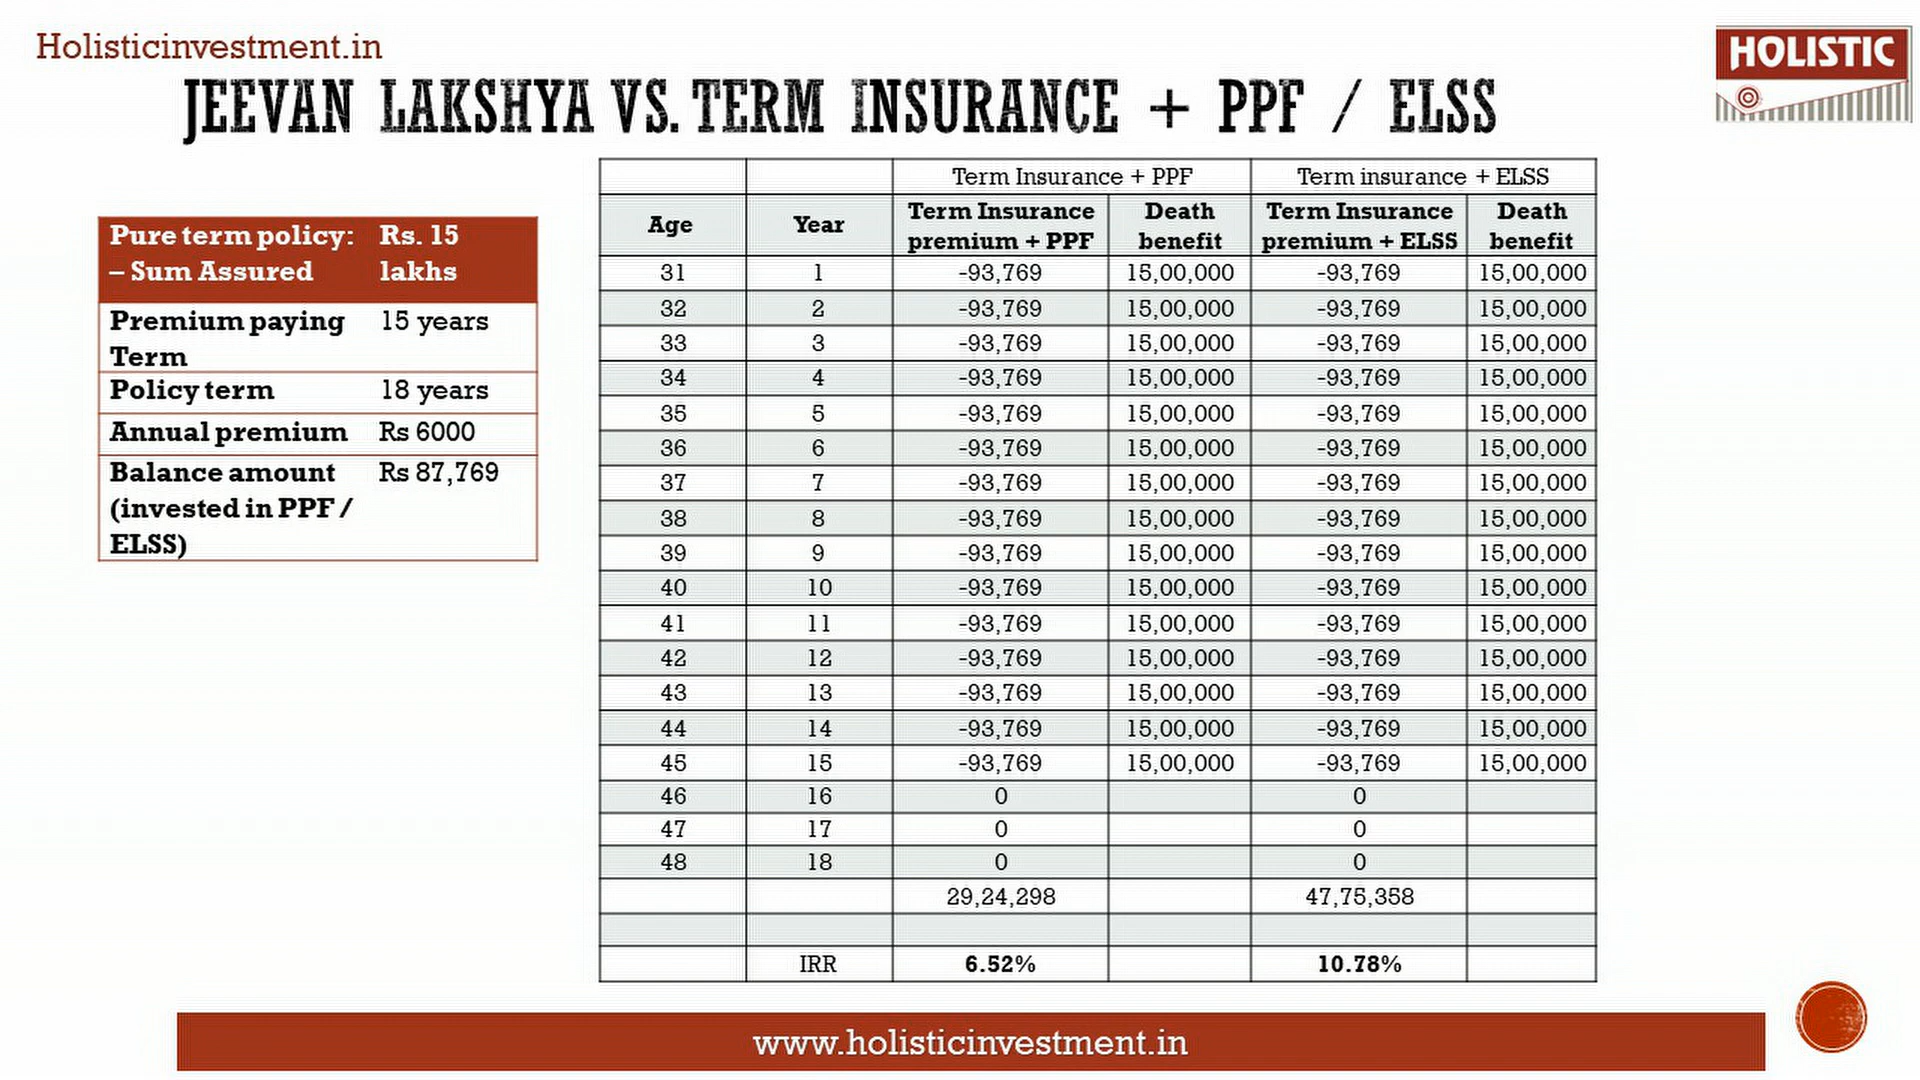 Holisticinvestment.in
HOLISTIC
JEEVAN LAKSHYA VS. TERM INSURANCE + PPF / ELSS
Pure term policy: Rs. 15
– Sum Assured lakhs
Premium paying 15 years
Term
Policy term 18 years
Annual premium Rs 6000
Balance amount Rs 87,769
(invested in PPF /
ELSS)
Term Insurance + PPF Term insurance + ELSS
Age Year Term Insurance premium + PPF Death benefit Term Insurance premium + ELSS Death benefit
31 1 -93,769 15,00,000 -93,769 15,00,000
32 2 -93,769 15,00,000 -93,769 15,00,000
33 3 -93,769 15,00,000 -93,769 15,00,000
34 4 -93,769 15,00,000 -93,769 15,00,000
35 5 -93,769 15,00,000 -93,769 15,00,000
36 6 -93,769 15,00,000 -93,769 15,00,000
37 7 -93,769 15,00,000 -93,769 15,00,000
38 8 -93,769 15,00,000 -93,769 15,00,000
39 9 -93,769 15,00,000 -93,769 15,00,000
40 10 -93,769 15,00,000 -93,769 15,00,000
41 11 -93,769 15,00,000 -93,769 15,00,000
42 12 -93,769 15,00,000 -93,769 15,00,000
43 13 -93,769 15,00,000 -93,769 15,00,000
44 14 -93,769 15,00,000 -93,769 15,00,000
45 15 -93,769 15,00,000 -93,769 15,00,000
46 16 0 0
47 17 0 0
48 18 0 0
29,24,298 47,75,358
IRR 6.52% 10.78%
www.holisticinvestment.in